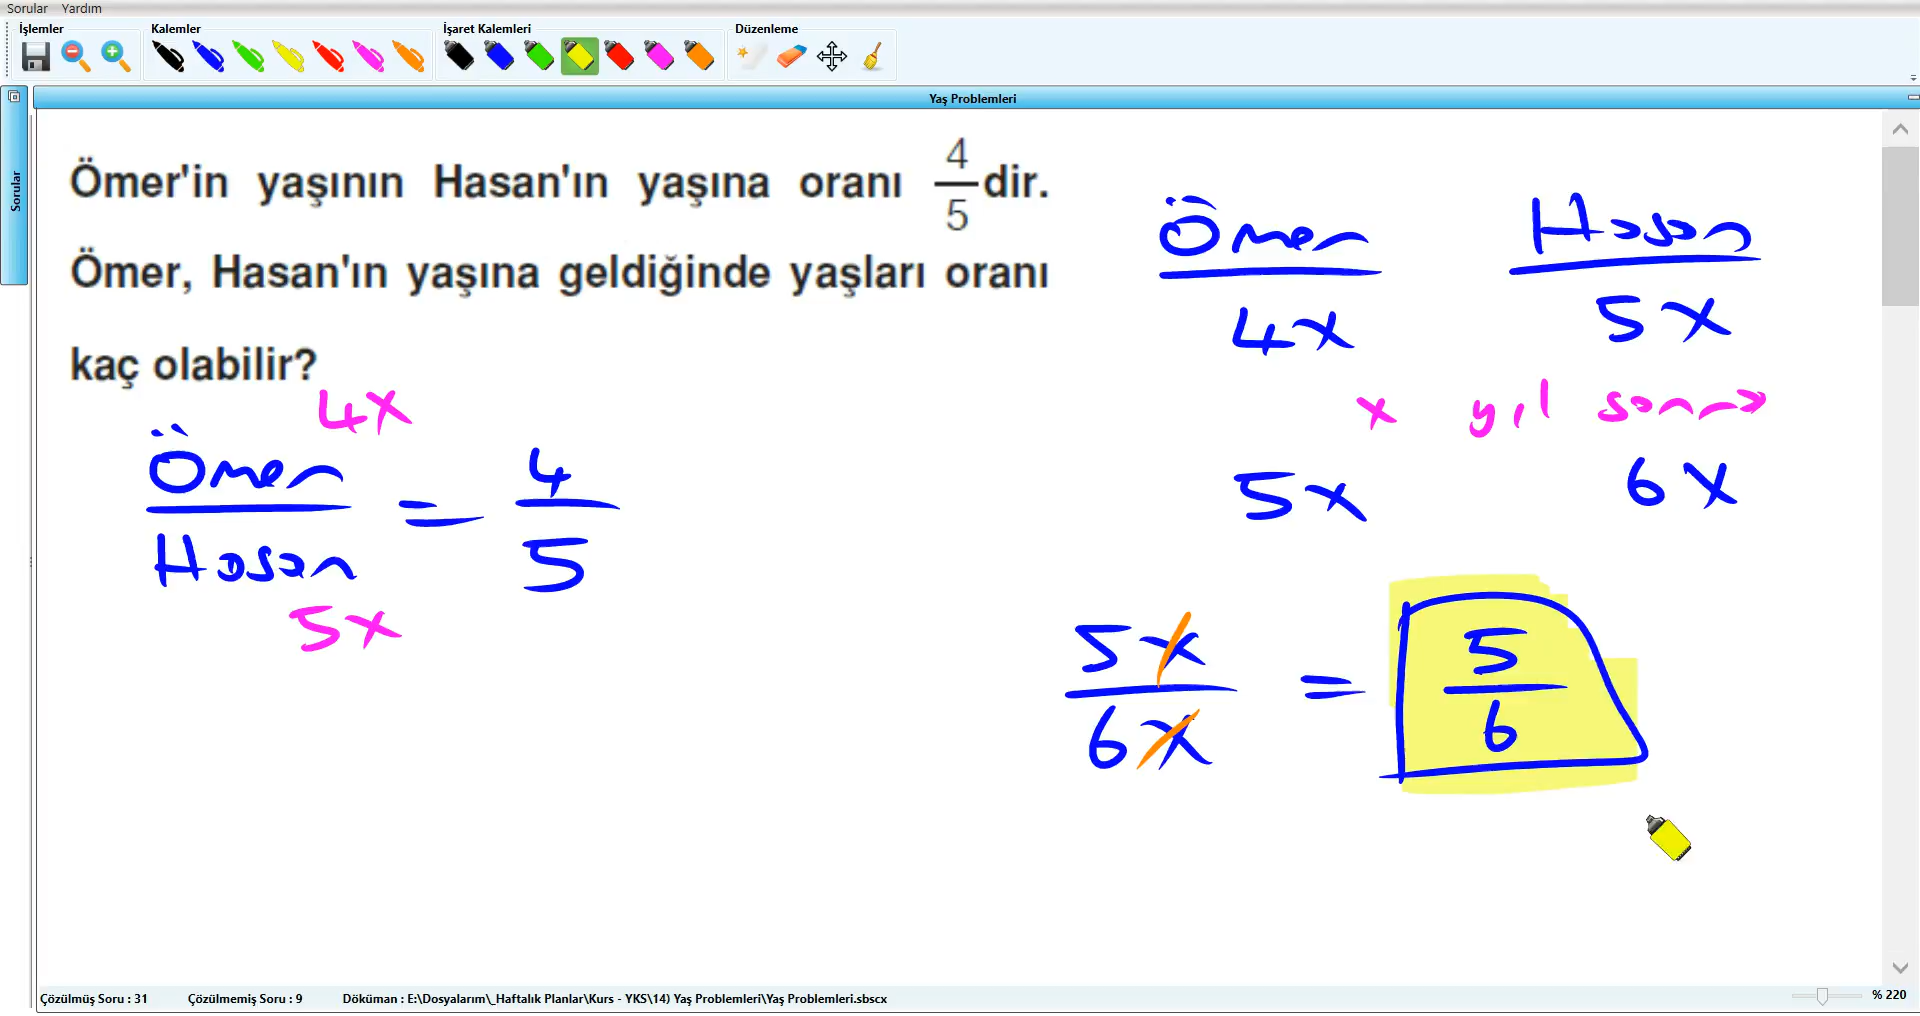 Sorular Yardım
İşlemler Kalemler İşaret Kalemleri Düzenleme
Yaş Problemleri
Sorular
Ömer'in yaşının Hasan'ın yaşına oranı 4/5 dir.
Ömer, Hasan'ın yaşına geldiğinde yaşları oranı
kaç olabilir?
4x
Ömer/Hasan = 4/5
5x
Ömer Hasan
4x 5x
x yıl sonra
5x 6x
5x/6x = 5/6
Çözülmüş Soru : 31 Çözülmemiş Soru : 9 Döküman : E:\Dosyalarım\_Haftalık Planlar\Kurs - YKS\14) Yaş Problemleri\Yaş Problemleri.sbscx % 220